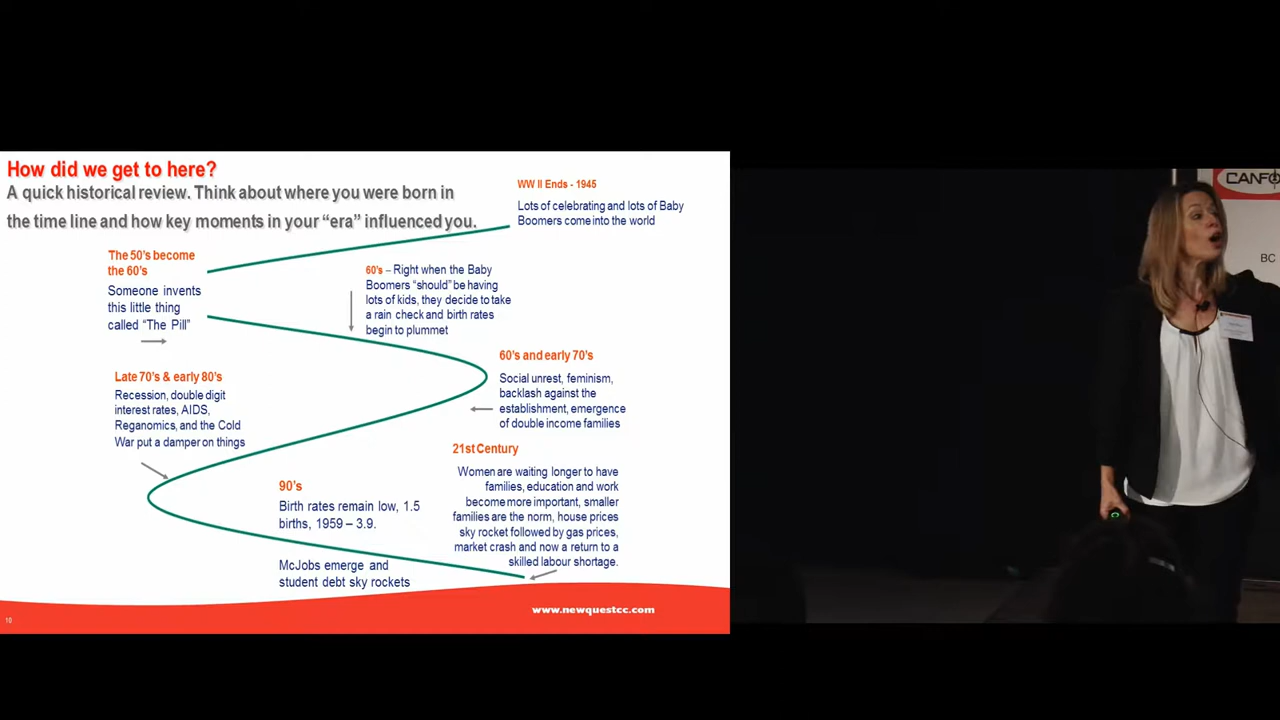 How did we get to here?
A quick historical review. Think about where you were born in
the time line and how key moments in your “era” influenced you.
WW II Ends - 1945
Lots of celebrating and lots of Baby
Boomers come into the world
The 50's become
the 60's
Someone invents
this little thing
called “The Pill”
60's – Right when the Baby
Boomers “should” be having
lots of kids, they decide to take
a rain check and birth rates
begin to plummet
60's and early 70's
Social unrest, feminism,
backlash against the
establishment, emergence
of double income families
Late 70's & early 80's
Recession, double digit
interest rates, AIDS,
Reganomics, and the Cold
War put a damper on things
90's
Birth rates remain low, 1.5
births, 1959 – 3.9.
McJobs emerge and
student debt sky rockets
21st Century
Women are waiting longer to have
families, education and work
become more important, smaller
families are the norm, house prices
sky rocket followed by gas prices,
market crash and now a return to a
skilled labour shortage.
www.newquestcc.com
10
CANFO
BC